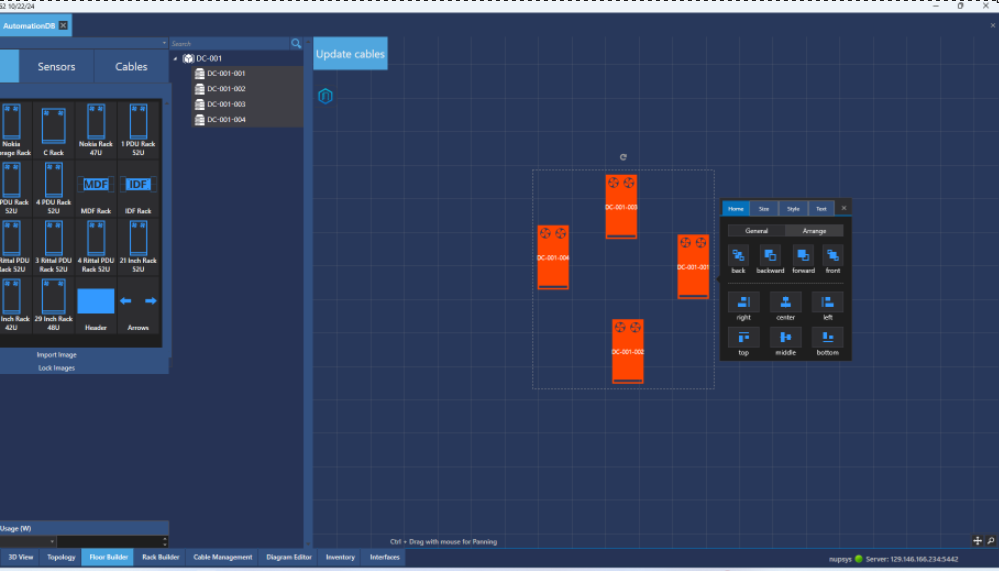 52 10/22/24
AutomationDB
Search
Update cables
Sensors
Cables
DC-001
DC-001-001
DC-001-002
DC-001-003
DC-001-004
Nokia
Rack
C Rack
Nokia Rack
47U
1 PDU Rack
52U
PDU Rack
52U
4 PDU Rack
52U
MDF
MDF Rack
IDF
IDF Rack
Rittal PDU
Rack 52U
3 Rittal PDU
Rack 52U
4 Rittal PDU
Rack 52U
21 Inch Rack
52U
Inch Rack
42U
29 Inch Rack
48U
Header
Arrows
Import Image
Lock Images
DC-001-003
DC-001-004
DC-001-001
DC-001-002
Home
Size
Style
Text
General
Arrange
back
backward
forward
front
right
center
left
top
middle
bottom
Usage (W)
Ctrl + Drag with mouse for Panning
3D View
Topology
Floor Builder
Rack Builder
Cable Management
Diagram Editor
Inventory
Interfaces
nupsys
Server: 129.146.166.234:5442